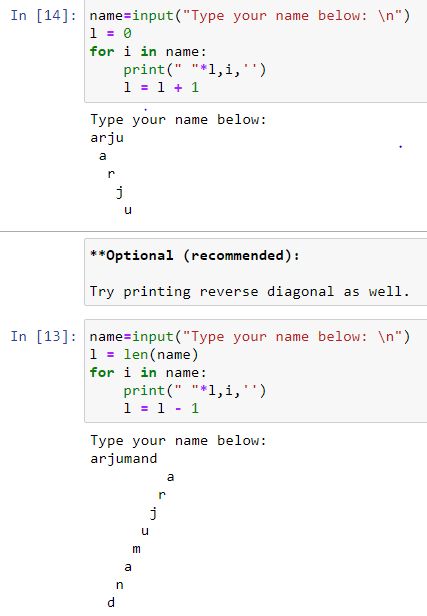 In [14]: name=input("Type your name below: \n")
l = 0
for i in name:
    print(" "*l,i,'')
    l = l + 1
Type your name below:
arju
 a
  r
   j
    u
**Optional (recommended):
Try printing reverse diagonal as well.
In [13]: name=input("Type your name below: \n")
l = len(name)
for i in name:
    print(" "*l,i,'')
    l = l - 1
Type your name below:
arjumand
         a
        r
       j
      u
     m
    a
   n
  d